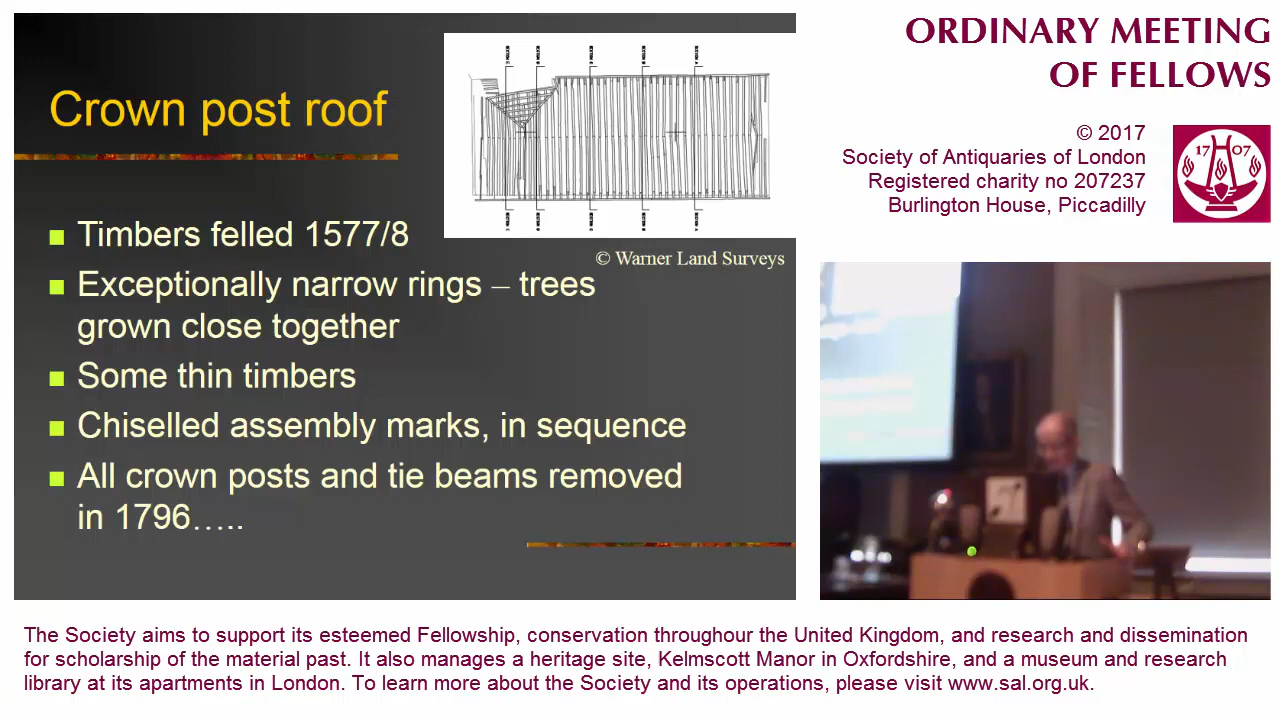 Crown post roof
Timbers felled 1577/8
Exceptionally narrow rings – trees
grown close together
Some thin timbers
Chiselled assembly marks, in sequence
All crown posts and tie beams removed
in 1796…..
© Warner Land Surveys
ORDINARY MEETING
OF FELLOWS
© 2017
Society of Antiquaries of London
Registered charity no 207237
Burlington House, Piccadilly
17 07
The Society aims to support its esteemed Fellowship, conservation throughour the United Kingdom, and research and dissemination
for scholarship of the material past. It also manages a heritage site, Kelmscott Manor in Oxfordshire, and a museum and research
library at its apartments in London. To learn more about the Society and its operations, please visit www.sal.org.uk.